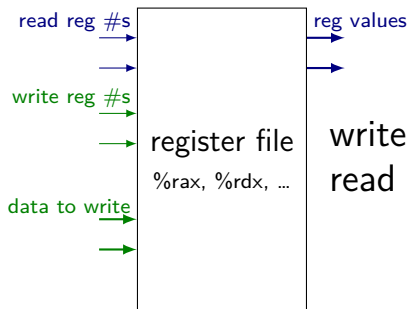 read reg #s
reg values
write reg #s
register file
%rax, %rdx, ...
write
read
data to write